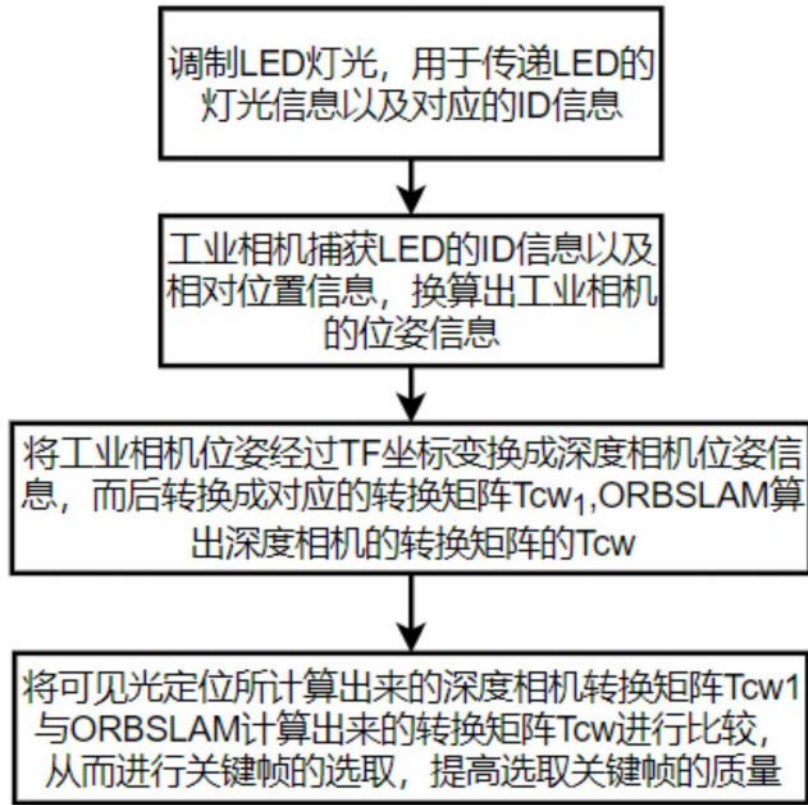 调制LED灯光，用于传递LED的
灯光信息以及对应的ID信息
工业相机捕获LED的ID信息以及
相对位置信息，换算出工业相机
的位姿信息
将工业相机位姿经过TF坐标变换成深度相机位姿信
息，而后转换成对应的转换矩阵Tcw₁,ORBSLAM算
出深度相机的转换矩阵的Tcw
将可见光定位所计算出来的深度相机转换矩阵Tcw1
与ORBSLAM计算出来的转换矩阵Tcw进行比较，
从而进行关键帧的选取，提高选取关键帧的质量